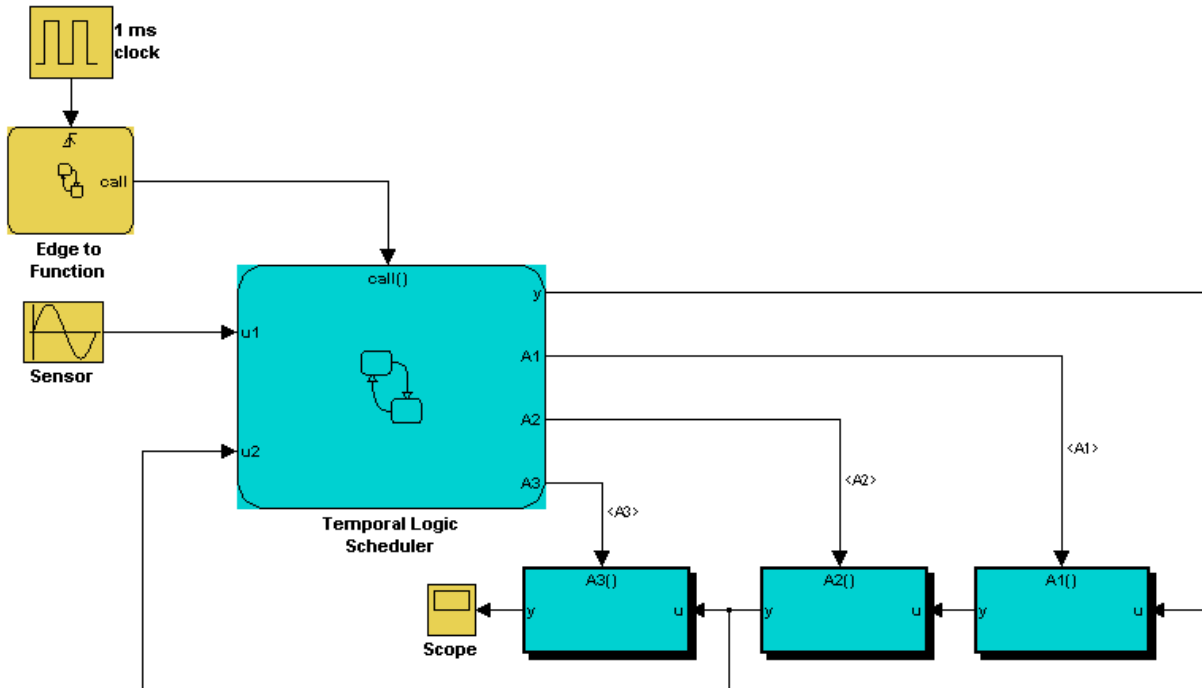 1 ms
clock
call
Edge to
Function
call()
y
u1
Sensor
A1
A2
u2
<A1>
<A2>
A3
<A3>
Temporal Logic
Scheduler
A3()
A2()
A1()
y
u
y
u
y
u
Scope